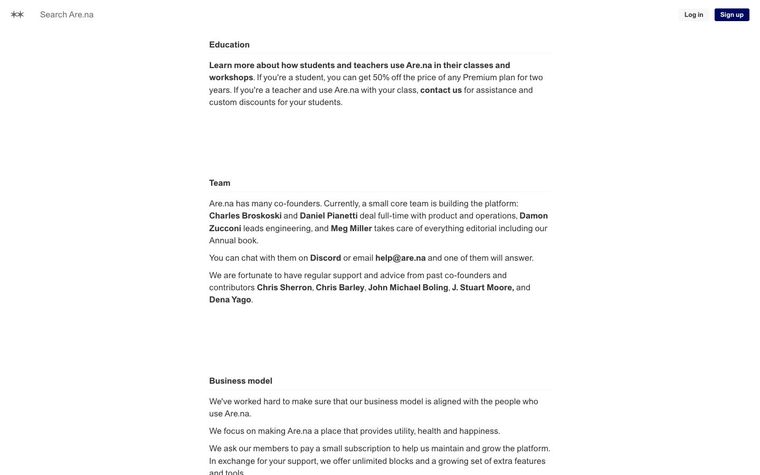 Search Are.na
Log in
Sign up
Education
Learn more about how students and teachers use Are.na in their classes and
workshops. If you're a student, you can get 50% off the price of any Premium plan for two
years. If you're a teacher and use Are.na with your class, contact us for assistance and
custom discounts for your students.
Team
Are.na has many co-founders. Currently, a small core team is building the platform:
Charles Broskoski and Daniel Pianetti deal full-time with product and operations, Damon
Zucconi leads engineering, and Meg Miller takes care of everything editorial including our
Annual book.
You can chat with them on Discord or email help@are.na and one of them will answer.
We are fortunate to have regular support and advice from past co-founders and
contributors Chris Sherron, Chris Barley, John Michael Boling, J. Stuart Moore, and
Dena Yago.
Business model
We've worked hard to make sure that our business model is aligned with the people who
use Are.na.
We focus on making Are.na a place that provides utility, health and happiness.
We ask our members to pay a small subscription to help us maintain and grow the platform.
In exchange for your support, we offer unlimited blocks and a growing set of extra features
and tools.